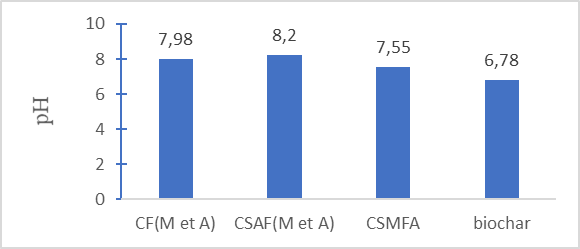 pH
10
8
6
4
2
0
7,98
8,2
7,55
6,78
CF(M et A)
CSAF(M et A)
CSMFA
biochar